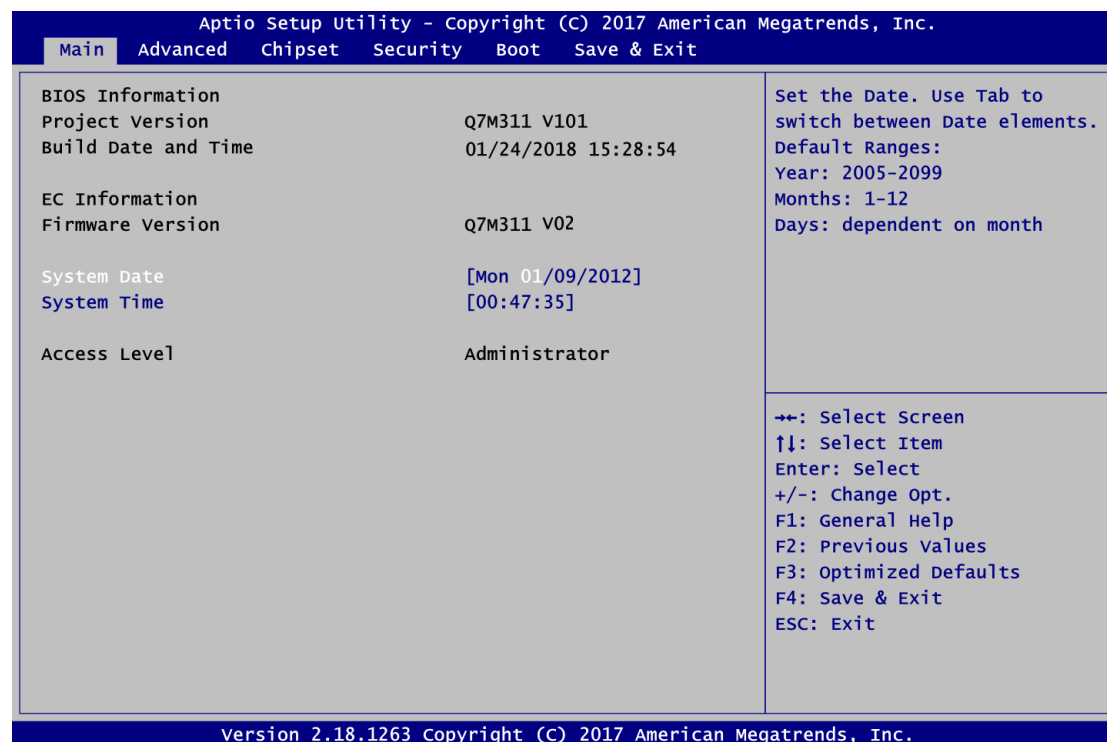 Aptio Setup Utility – Copyright (C) 2017 American Megatrends, Inc.
Main Advanced Chipset Security Boot Save & Exit
BIOS Information
Project Version Q7M311 V101
Build Date and Time 01/24/2018 15:28:54
EC Information
Firmware Version Q7M311 V02
System Date [Mon 01/09/2012]
System Time [00:47:35]
Access Level Administrator
Set the Date. Use Tab to
switch between Date elements.
Default Ranges:
Year: 2005-2099
Months: 1-12
Days: dependent on month
→←: Select Screen
↑↓: Select Item
Enter: Select
+/-: Change Opt.
F1: General Help
F2: Previous Values
F3: Optimized Defaults
F4: Save & Exit
ESC: Exit
Version 2.18.1263 Copyright (C) 2017 American Megatrends, Inc.